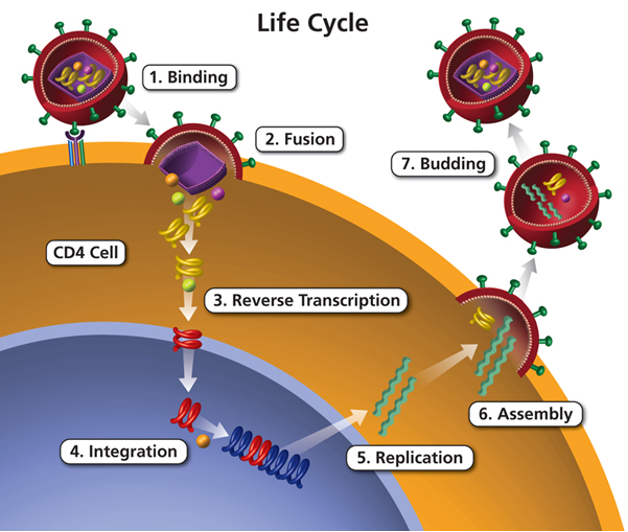 Life Cycle
1. Binding
2. Fusion
7. Budding
CD4 Cell
3. Reverse Transcription
6. Assembly
4. Integration
5. Replication